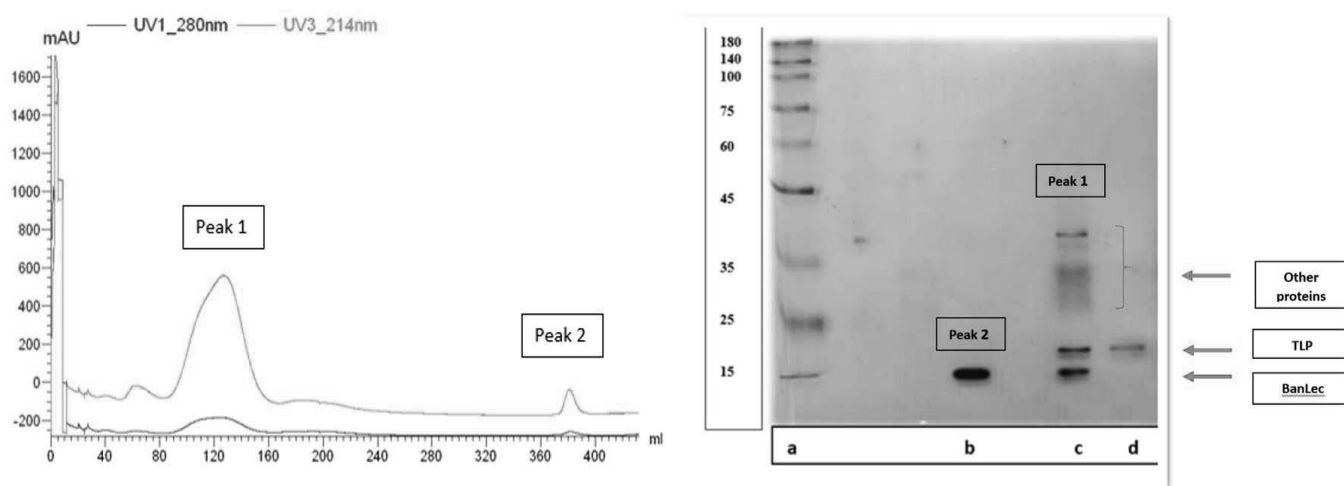 UV1_280nm UV3_214nm
mAU
1600
1400
1200
1000
800
600
400
200
0
-200
0 40 80 120 160 200 240 280 320 360 400 ml
Peak 1
Peak 2
180
140
100
75
60
45
35
25
15
Peak 1
Peak 2
a b c d
Other
proteins
TLP
BanLec